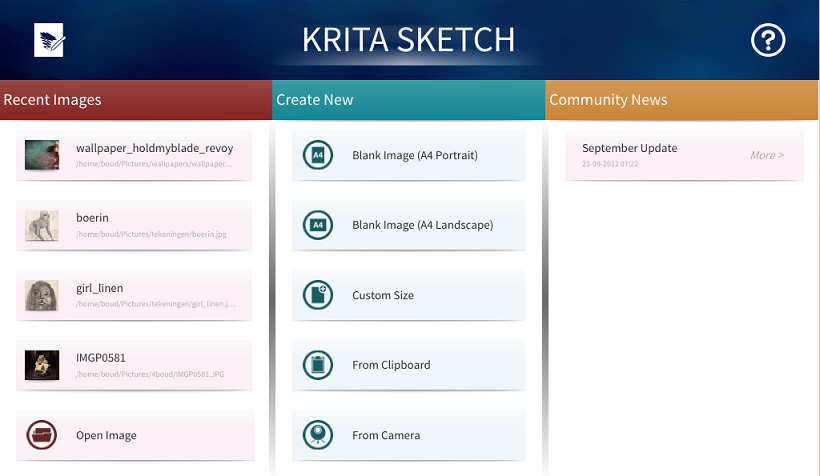 KRITA SKETCH
?
Recent Images
wallpaper_holdmyblade_revoy
/home/boud/Pictures/wallpapers/wallpaper...
boerin
/home/boud/Pictures/tekeningen/boerin.jpg
girl_linen
/home/boud/Pictures/tekeningen/girl_linen.j...
IMGP0581
/home/boud/Pictures/4boud/IMGP0581.JPG
Open Image
Create New
A4
Blank Image (A4 Portrait)
A4
Blank Image (A4 Landscape)
Custom Size
From Clipboard
From Camera
Community News
September Update
23-09-2012 07:22
More >